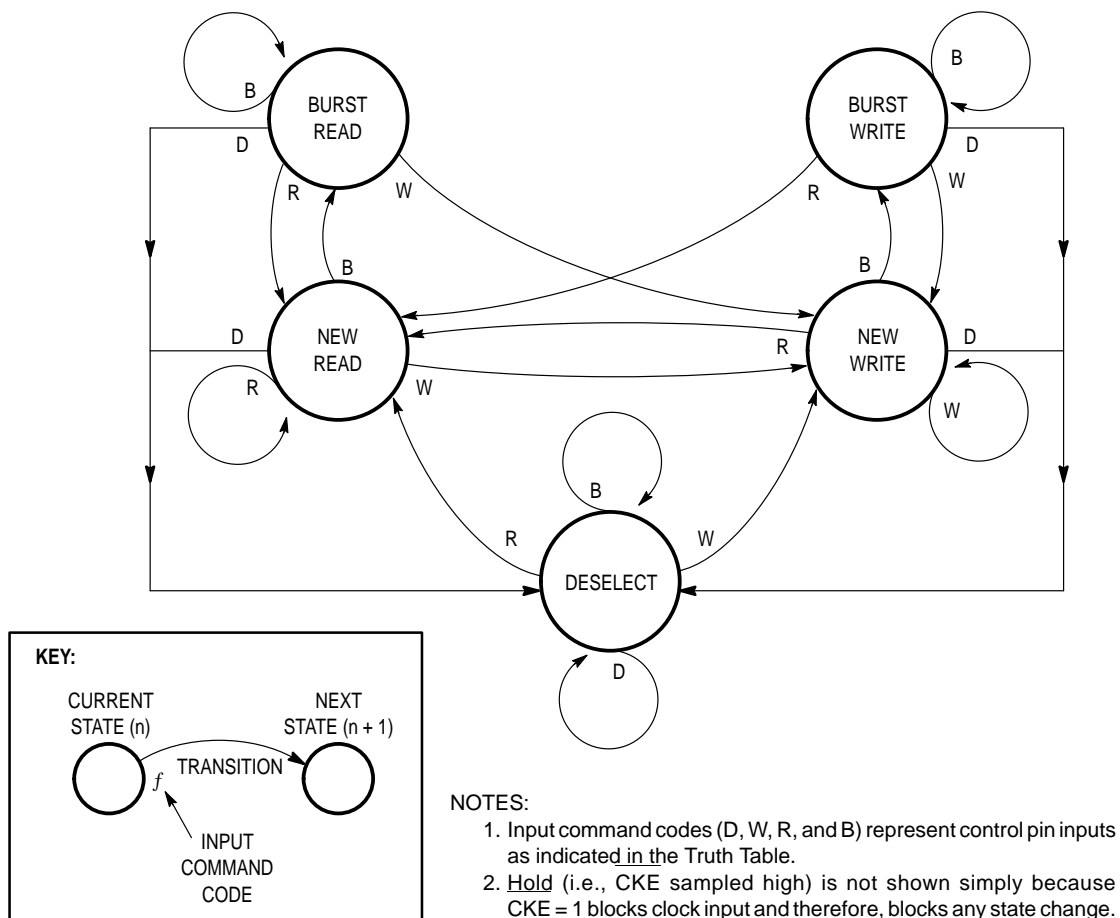 B
BURST
READ
BURST
WRITE
B
D
D
R
W
R
W
B
B
D
NEW
READ
R
NEW
WRITE
D
R
W
W
B
R
W
DESELECT
D
KEY:
CURRENT
STATE (n)
NEXT
STATE (n + 1)
TRANSITION
f
INPUT
COMMAND
CODE
NOTES:
1. Input command codes (D, W, R, and B) represent control pin inputs
as indicated in the Truth Table.
2. Hold (i.e., CKE sampled high) is not shown simply because
CKE = 1 blocks clock input and therefore, blocks any state change.